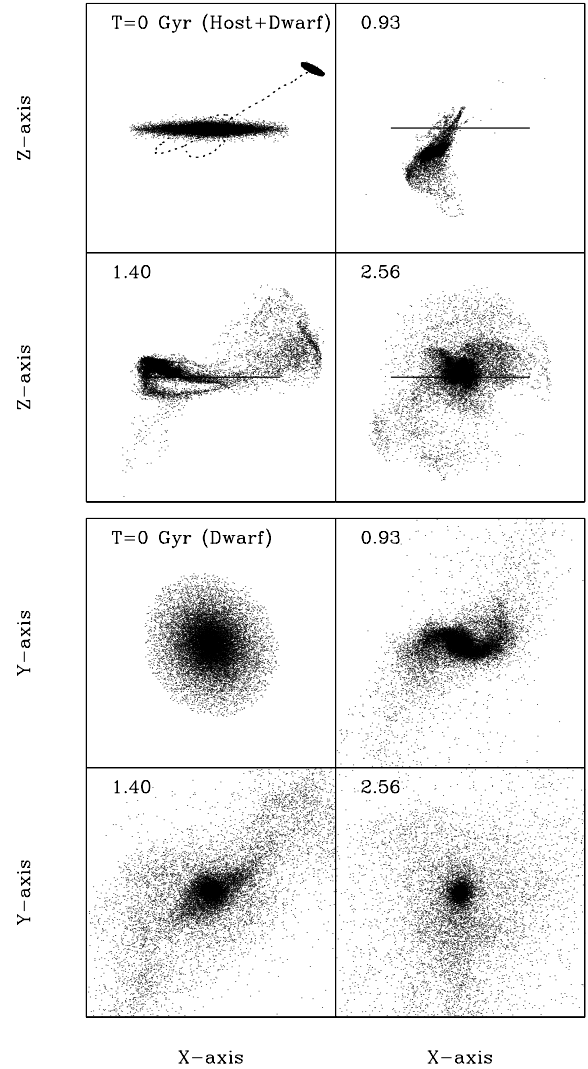 T=0 Gyr (Host+Dwarf)
0.93
Z-axis
1.40
2.56
Z-axis
T=0 Gyr (Dwarf)
0.93
Y-axis
1.40
2.56
Y-axis
X-axis
X-axis